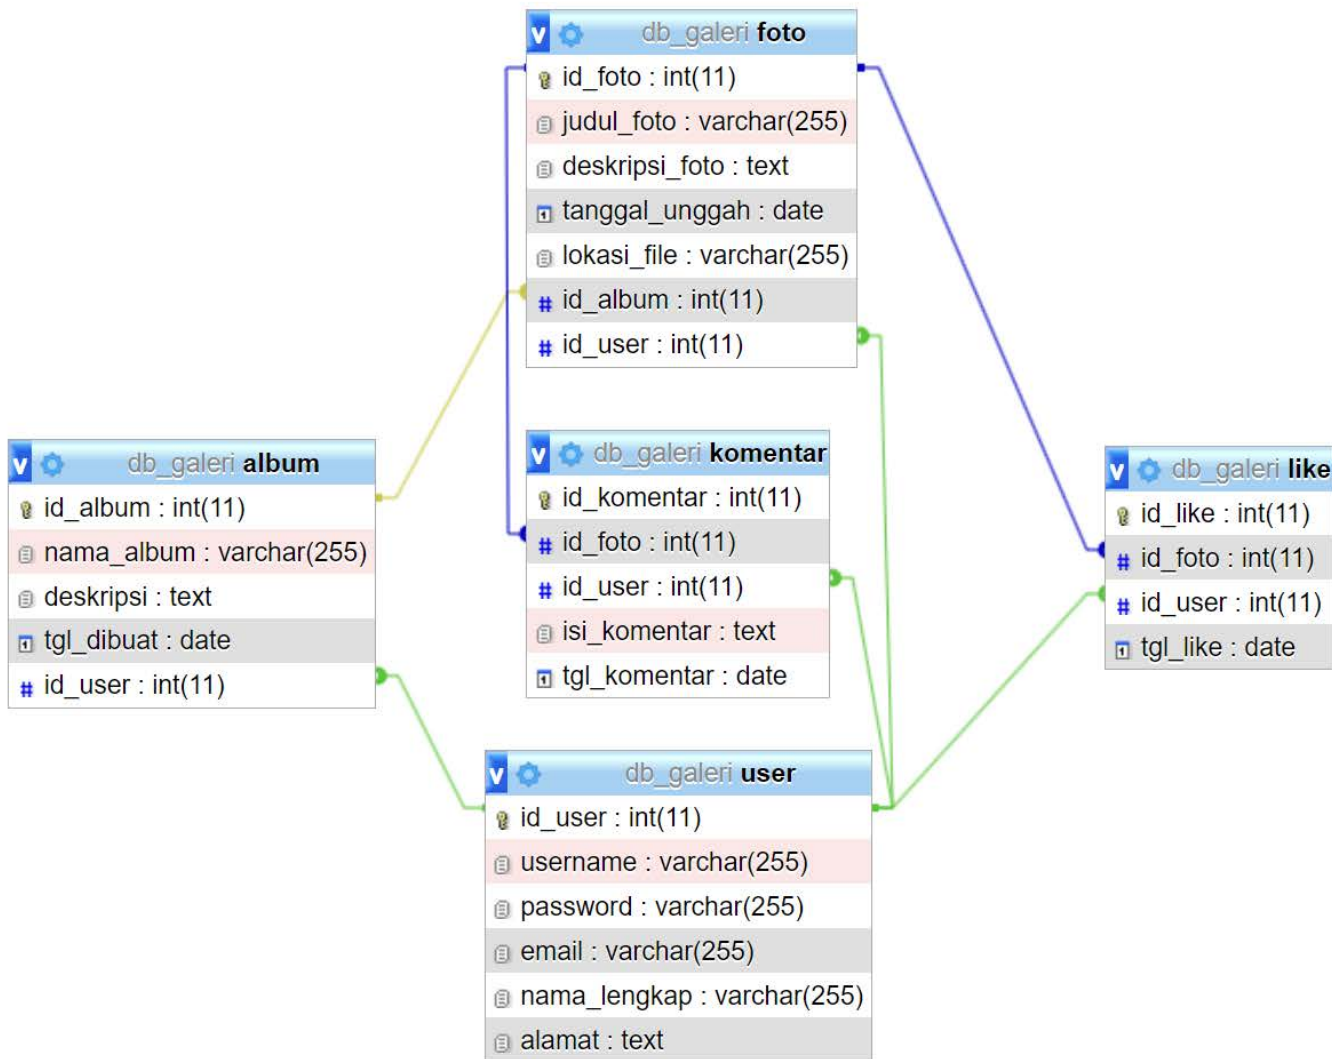 db_galeri foto
id_foto : int(11)
judul_foto : varchar(255)
deskripsi_foto : text
tanggal_unggah : date
lokasi_file : varchar(255)
# id_album : int(11)
# id_user : int(11)
db_galeri album
id_album : int(11)
nama_album : varchar(255)
deskripsi : text
tgl_dibuat : date
# id_user : int(11)
db_galeri komentar
id_komentar : int(11)
# id_foto : int(11)
# id_user : int(11)
isi_komentar : text
tgl_komentar : date
db_galeri like
id_like : int(11)
# id_foto : int(11)
# id_user : int(11)
tgl_like : date
db_galeri user
id_user : int(11)
username : varchar(255)
password : varchar(255)
email : varchar(255)
nama_lengkap : varchar(255)
alamat : text